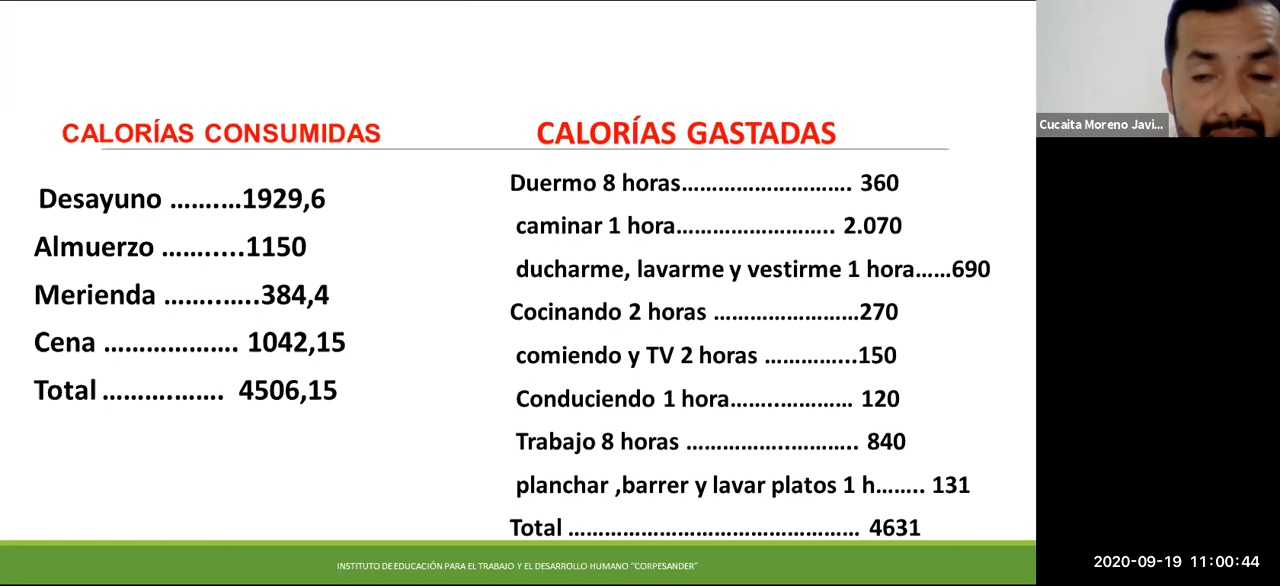 CALORÍAS CONSUMIDAS
Desayuno ..........1929,6
Almuerzo ............1150
Merienda .............384,4
Cena ................... 1042,15
Total ................. 4506,15
CALORÍAS GASTADAS
Duermo 8 horas............................ 360
caminar 1 hora.......................... 2.070
ducharme, lavarme y vestirme 1 hora......690
Cocinando 2 horas ........................270
comiendo y TV 2 horas ...............150
Conduciendo 1 hora.................... 120
Trabajo 8 horas ............................ 840
planchar ,barrer y lavar platos 1 h........ 131
Total ................................................ 4631
INSTITUTO DE EDUCACIÓN PARA EL TRABAJO Y EL DESARROLLO HUMANO “CORPESANDER”
Cucaita Moreno Javi...
2020-09-19 11:00:44